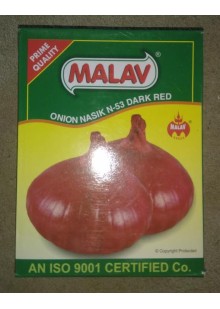 PRIME
QUALITY
MALAV
ONION NASIK N-53 DARK RED
MALAV
© Copyright Protected
AN ISO 9001 CERTIFIED Co.